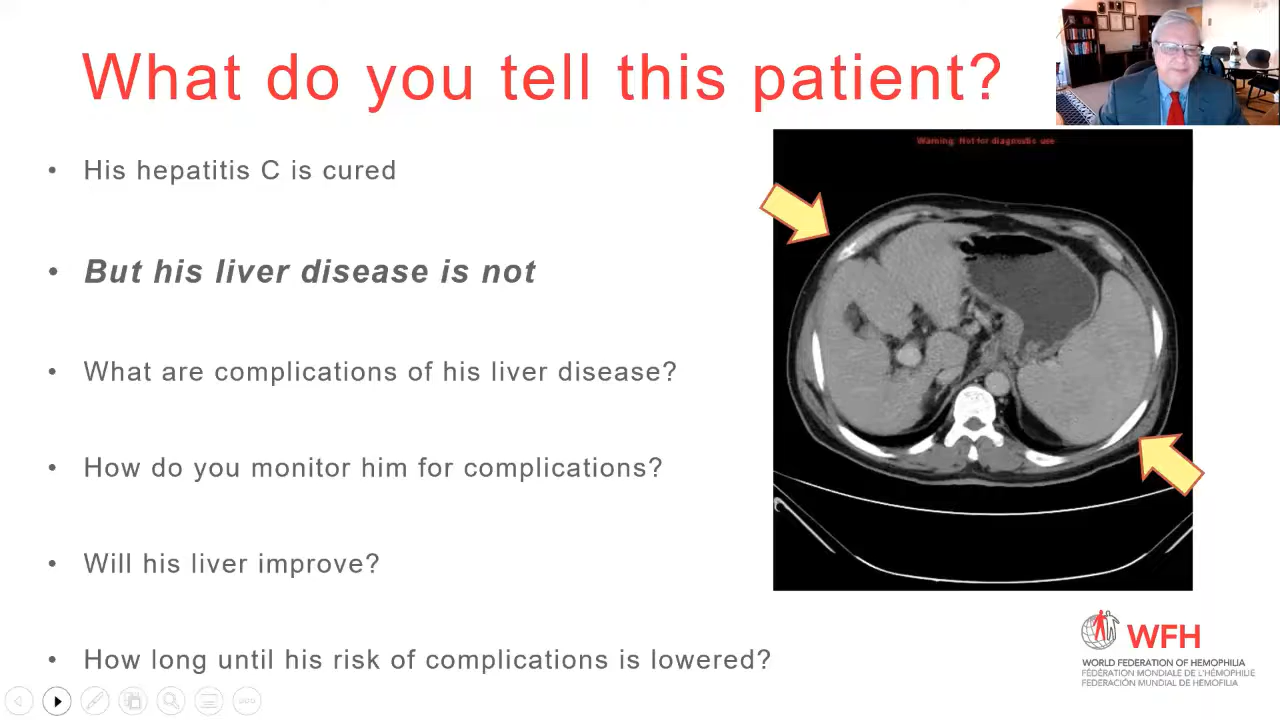 What do you tell this patient?
• His hepatitis C is cured
• But his liver disease is not
• What are complications of his liver disease?
• How do you monitor him for complications?
• Will his liver improve?
• How long until his risk of complications is lowered?
Warning: Not for diagnostic use
WFH
WORLD FEDERATION OF HEMOPHILIA
FÉDÉRATION MONDIALE DE L'HÉMOPHILIE
FEDERACIÓN MUNDIAL DE HEMOFILIA